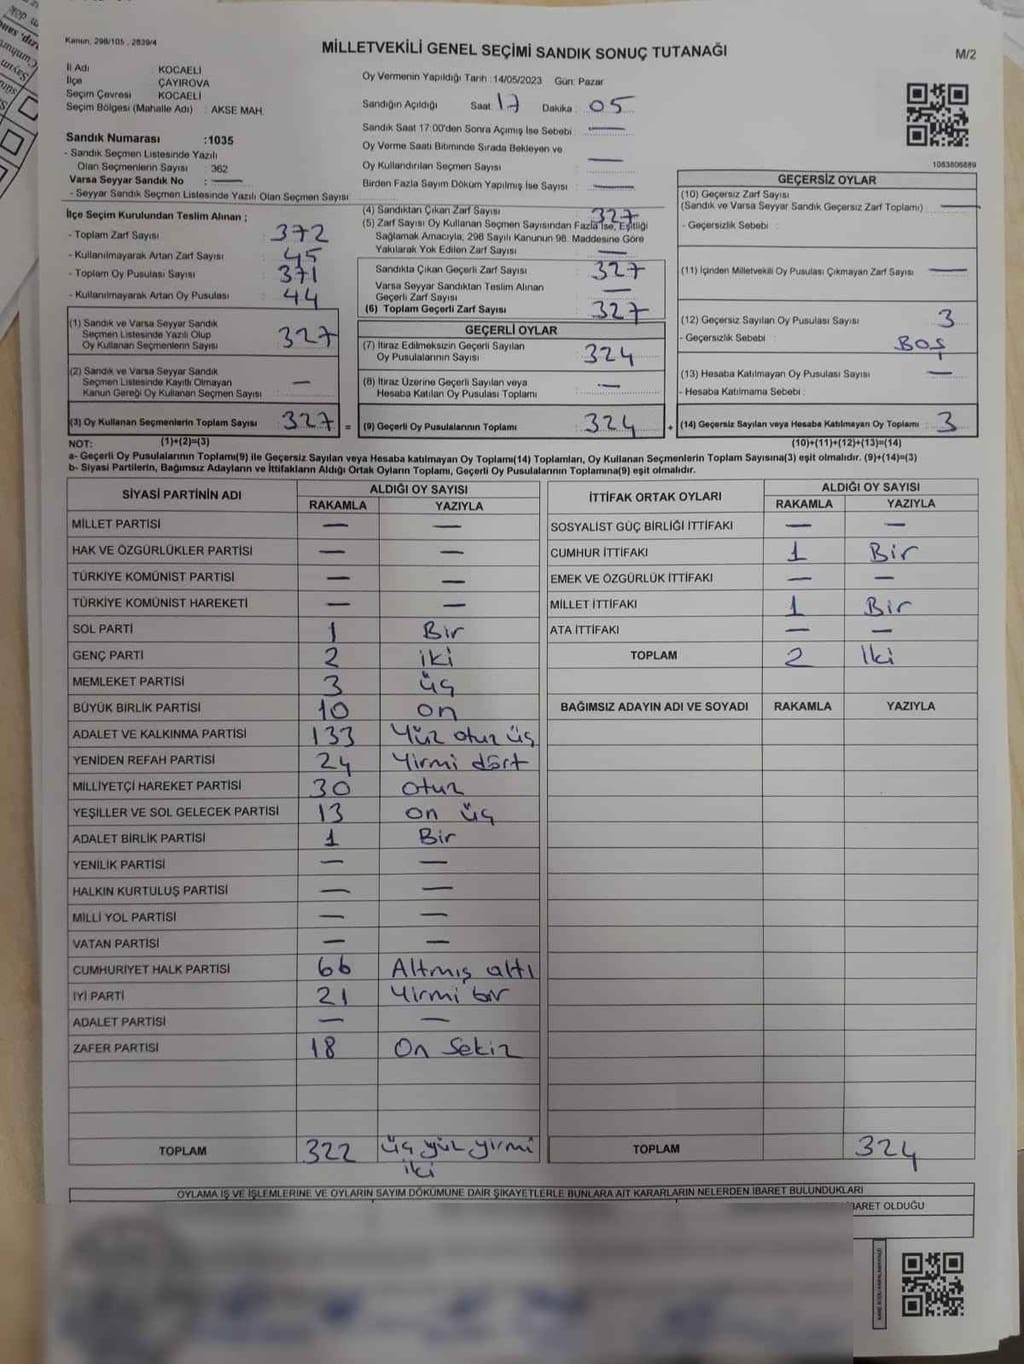 Kanun, 298/105 , 2839/4
MİLLETVEKİLİ GENEL SEÇİMİ SANDIK SONUÇ TUTANAĞI
M/2
İl Adı KOCAELİ
İlçe ÇAYIROVA
Seçim Çevresi KOCAELİ
Seçim Bölgesi (Mahalle Adı) : AKSE MAH.
Oy Vermenin Yapıldığı Tarih :14/05/2023 Gün: Pazar
Sandığın Açıldığı Saat 17 Dakika : 05
Sandık Saat 17:00'den Sonra Açımış İse Sebebi : —
Oy Verme Saati Bitiminde Sırada Bekleyen ve
Oy Kullandırılan Seçmen Sayısı —
Birden Fazla Sayım Döküm Yapılmış İse Sayısı : —
1083806889
Sandık Numarası :1035
- Sandık Seçmen Listesinde Yazılı
Olan Seçmenlerin Sayısı : 362
Varsa Seyyar Sandık No : —
- Seyyar Sandık Seçmen Listesinde Yazılı Olan Seçmen Sayısı
İlçe Seçim Kurulundan Teslim Alınan ;
- Toplam Zarf Sayısı 372
- Kullanılmayarak Artan Zarf Sayısı : 45
- Toplam Oy Pusulası Sayısı 371
- Kullanılmayarak Artan Oy Pusulası 44
(1) Sandık ve Varsa Seyyar Sandık
Seçmen Listesinde Yazılı Olup
Oy Kullanan Seçmenlerin Sayısı 327
(2) Sandık ve Varsa Seyyar Sandık
Seçmen Listesinde Kayıtlı Olmayan
Kanun Gereği Oy Kullanan Seçmen Sayısı —
(3) Oy Kullanan Seçmenlerin Toplam Sayısı 327 =
(4) Sandıktan Çıkan Zarf Sayısı 327
(5) Zarf Sayısı Oy Kullanan Seçmen Sayısından Fazla İse, Eşitliği
Sağlamak Amacıyla, 298 Sayılı Kanunun 98. Maddesine Göre
Yakılarak Yok Edilen Zarf Sayısı —
Sandıkta Çıkan Geçerli Zarf Sayısı 327
Varsa Seyyar Sandıktan Teslim Alınan
Geçerli Zarf Sayısı —
(6) Toplam Geçerli Zarf Sayısı 327
GEÇERLİ OYLAR
(7) İtiraz Edilmeksizin Geçerli Sayılan
Oy Pusulalarının Sayısı 324
(8) İtiraz Üzerine Geçerli Sayılan veya
Hesaba Katılan Oy Pusulası Toplamı : —
(9) Geçerli Oy Pusulalarının Toplamı 324 +
GEÇERSİZ OYLAR
(10) Geçersiz Zarf Sayısı
(Sandık ve Varsa Seyyar Sandık Geçersiz Zarf Toplamı) —
- Geçersizlik Sebebi :
(11) İçinden Milletvekili Oy Pusulası Çıkmayan Zarf Sayısı —
(12) Geçersiz Sayılan Oy Pusulası Sayısı 3
- Geçersizlik Sebebi : BOŞ
(13) Hesaba Katılmayan Oy Pusulası Sayısı : —
- Hesaba Katılmama Sebebi :
(14) Geçersiz Sayılan veya Hesaba Katılmayan Oy Toplamı : 3
NOT: (1)+(2)=(3) (10)+(11)+(12)+(13)=(14)
a- Geçerli Oy Pusulalarının Toplamı(9) ile Geçersiz Sayılan veya Hesaba katılmayan Oy Toplamı(14) Toplamları, Oy Kullanan Seçmenlerin Toplam Sayısına(3) eşit olmalıdır. (9)+(14)=(3)
b- Siyasi Partilerin, Bağımsız Adayların ve İttifakların Aldığı Ortak Oyların Toplamı, Geçerli Oy Pusulalarının Toplamına(9) eşit olmalıdır.
SİYASİ PARTİNİN ADI ALDIĞI OY SAYISI
RAKAMLA YAZIYLA
MİLLET PARTİSİ — —
HAK VE ÖZGÜRLÜKLER PARTİSİ — —
TÜRKİYE KOMÜNİST PARTİSİ — —
TÜRKİYE KOMÜNİST HAREKETİ — —
SOL PARTİ 1 Bir
GENÇ PARTİ 2 iki
MEMLEKET PARTİSİ 3 üç
BÜYÜK BİRLİK PARTİSİ 10 on
ADALET VE KALKINMA PARTİSİ 133 Yüz otuz üç
YENİDEN REFAH PARTİSİ 24 Yirmi dört
MİLLİYETÇİ HAREKET PARTİSİ 30 otuz
YEŞİLLER VE SOL GELECEK PARTİSİ 13 on üç
ADALET BİRLİK PARTİSİ 1 Bir
YENİLİK PARTİSİ — —
HALKIN KURTULUŞ PARTİSİ — —
MİLLİ YOL PARTİSİ — —
VATAN PARTİSİ — —
CUMHURİYET HALK PARTİSİ 66 Altmış altı
İYİ PARTİ 21 Yirmi bir
ADALET PARTİSİ — —
ZAFER PARTİSİ 18 On Sekiz
TOPLAM 322 üç yüz yirmi
iki
İTTİFAK ORTAK OYLARI ALDIĞI OY SAYISI
RAKAMLA YAZIYLA
SOSYALİST GÜÇ BİRLİĞİ İTTİFAKI — —
CUMHUR İTTİFAKI 1 Bir
EMEK VE ÖZGÜRLÜK İTTİFAKI — —
MİLLET İTTİFAKI 1 Bir
ATA İTTİFAKI — —
TOPLAM 2 İki
BAĞIMSIZ ADAYIN ADI VE SOYADI RAKAMLA YAZIYLA
TOPLAM 324
OYLAMA İŞ VE İŞLEMLERİNE VE OYLARIN SAYIM DÖKÜMÜNE DAİR ŞİKAYETLERLE BUNLARA AİT KARARLARIN NELERDEN İBARET BULUNDUKLARI
İBARET OLDUĞU